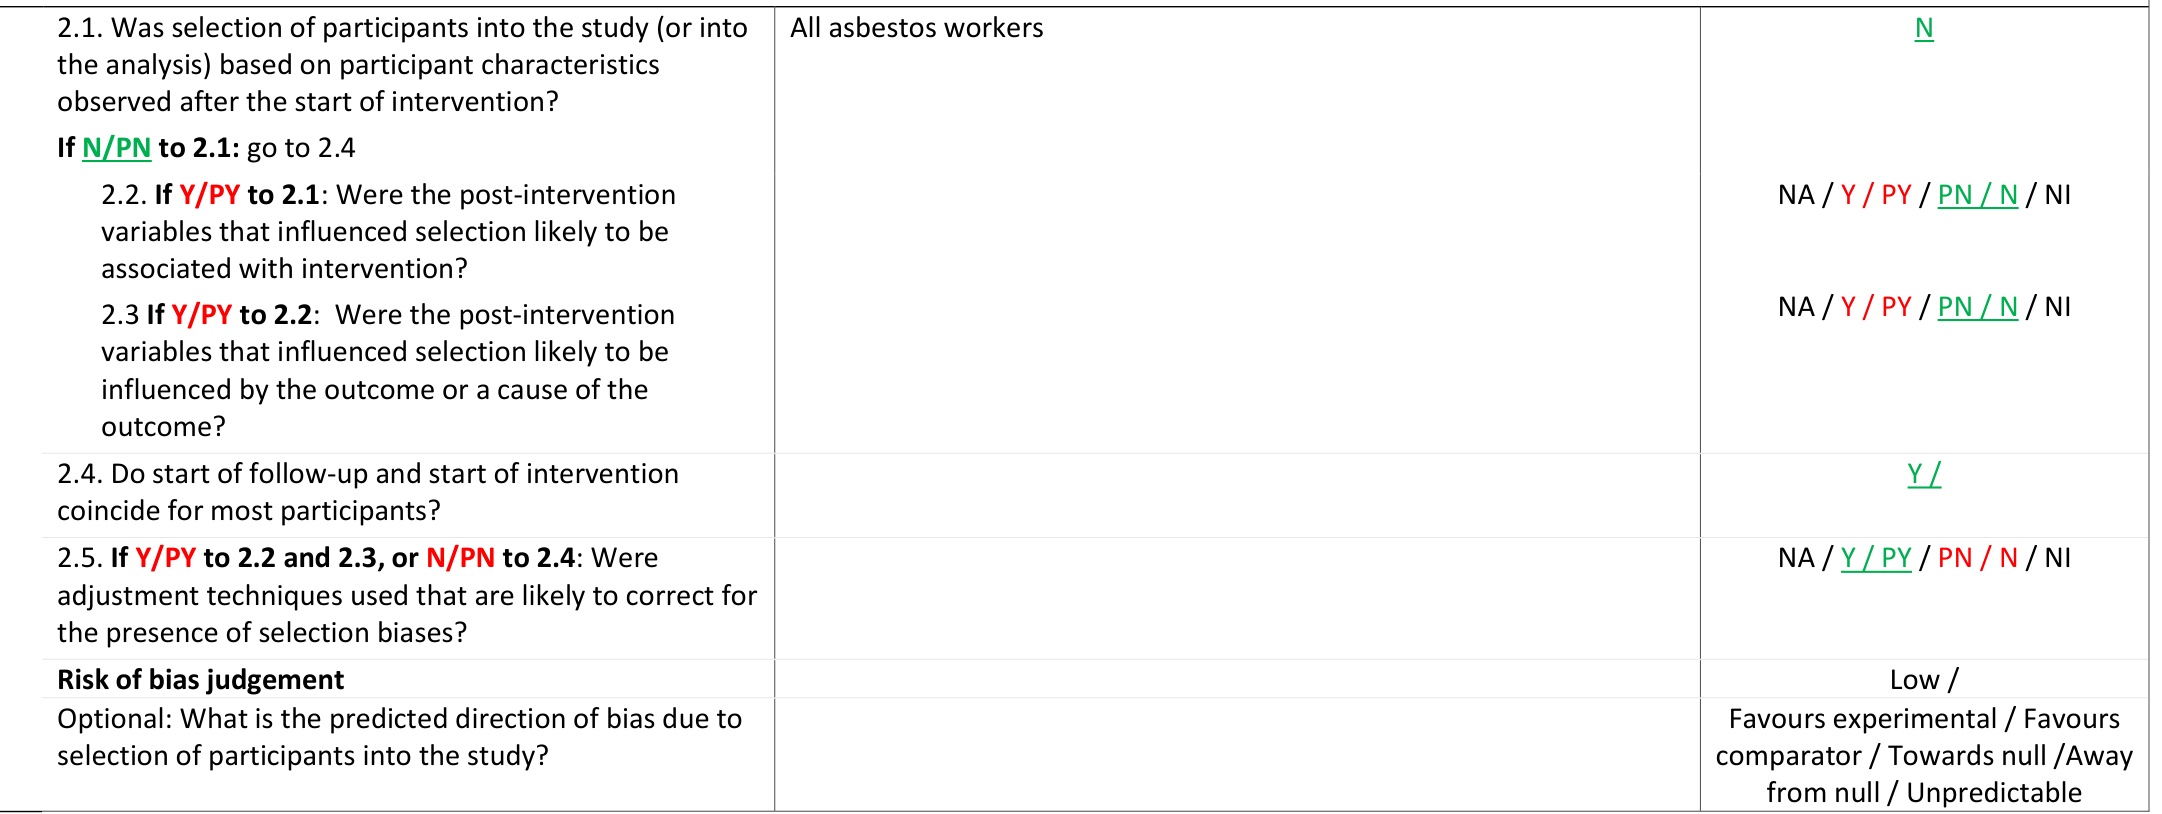 2.1. Was selection of participants into the study (or into
the analysis) based on participant characteristics
observed after the start of intervention?
All asbestos workers
N
If N/PN to 2.1: go to 2.4
2.2. If Y/PY to 2.1: Were the post-intervention
variables that influenced selection likely to be
associated with intervention?
NA / Y / PY / PN / N / NI
2.3 If Y/PY to 2.2: Were the post-intervention
variables that influenced selection likely to be
influenced by the outcome or a cause of the
outcome?
NA / Y / PY / PN / N / NI
2.4. Do start of follow-up and start of intervention
coincide for most participants?
Y /
2.5. If Y/PY to 2.2 and 2.3, or N/PN to 2.4: Were
adjustment techniques used that are likely to correct for
the presence of selection biases?
NA / Y / PY / PN / N / NI
Risk of bias judgement
Low /
Optional: What is the predicted direction of bias due to
selection of participants into the study?
Favours experimental / Favours
comparator / Towards null /Away
from null / Unpredictable